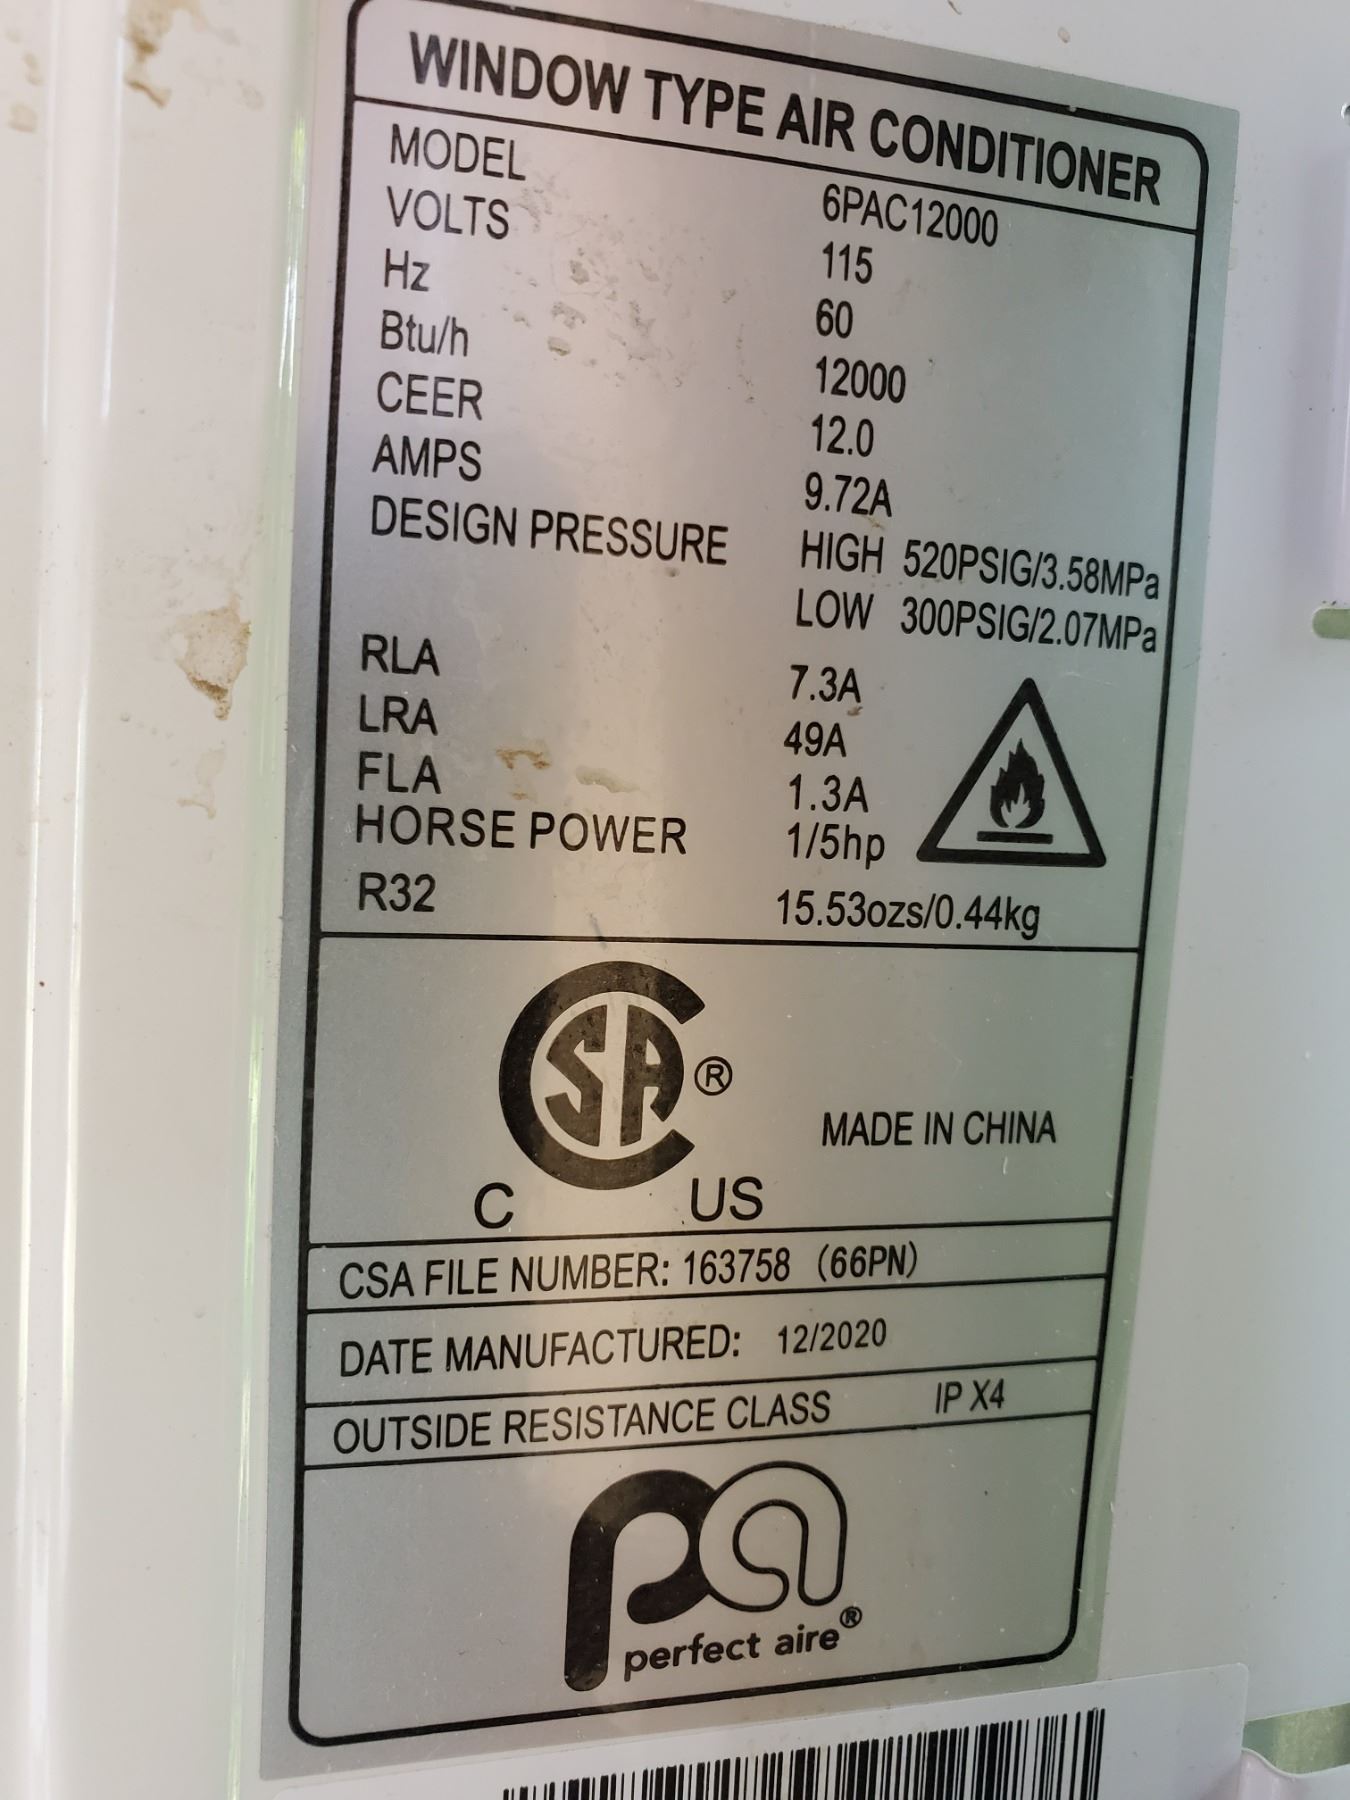 WINDOW TYPE AIR CONDITIONER
MODEL 6PAC12000
VOLTS 115
Hz 60
Btu/h 12000
CEER 12.0
AMPS 9.72A
DESIGN PRESSURE HIGH 520PSIG/3.58MPa
LOW 300PSIG/2.07MPa
RLA 7.3A
LRA 49A
FLA 1.3A
HORSE POWER 1/5hp
R32 15.53ozs/0.44kg
CSA ®
MADE IN CHINA
C US
CSA FILE NUMBER: 163758 (66PN)
DATE MANUFACTURED: 12/2020
OUTSIDE RESISTANCE CLASS IP X4
pa
perfect aire®